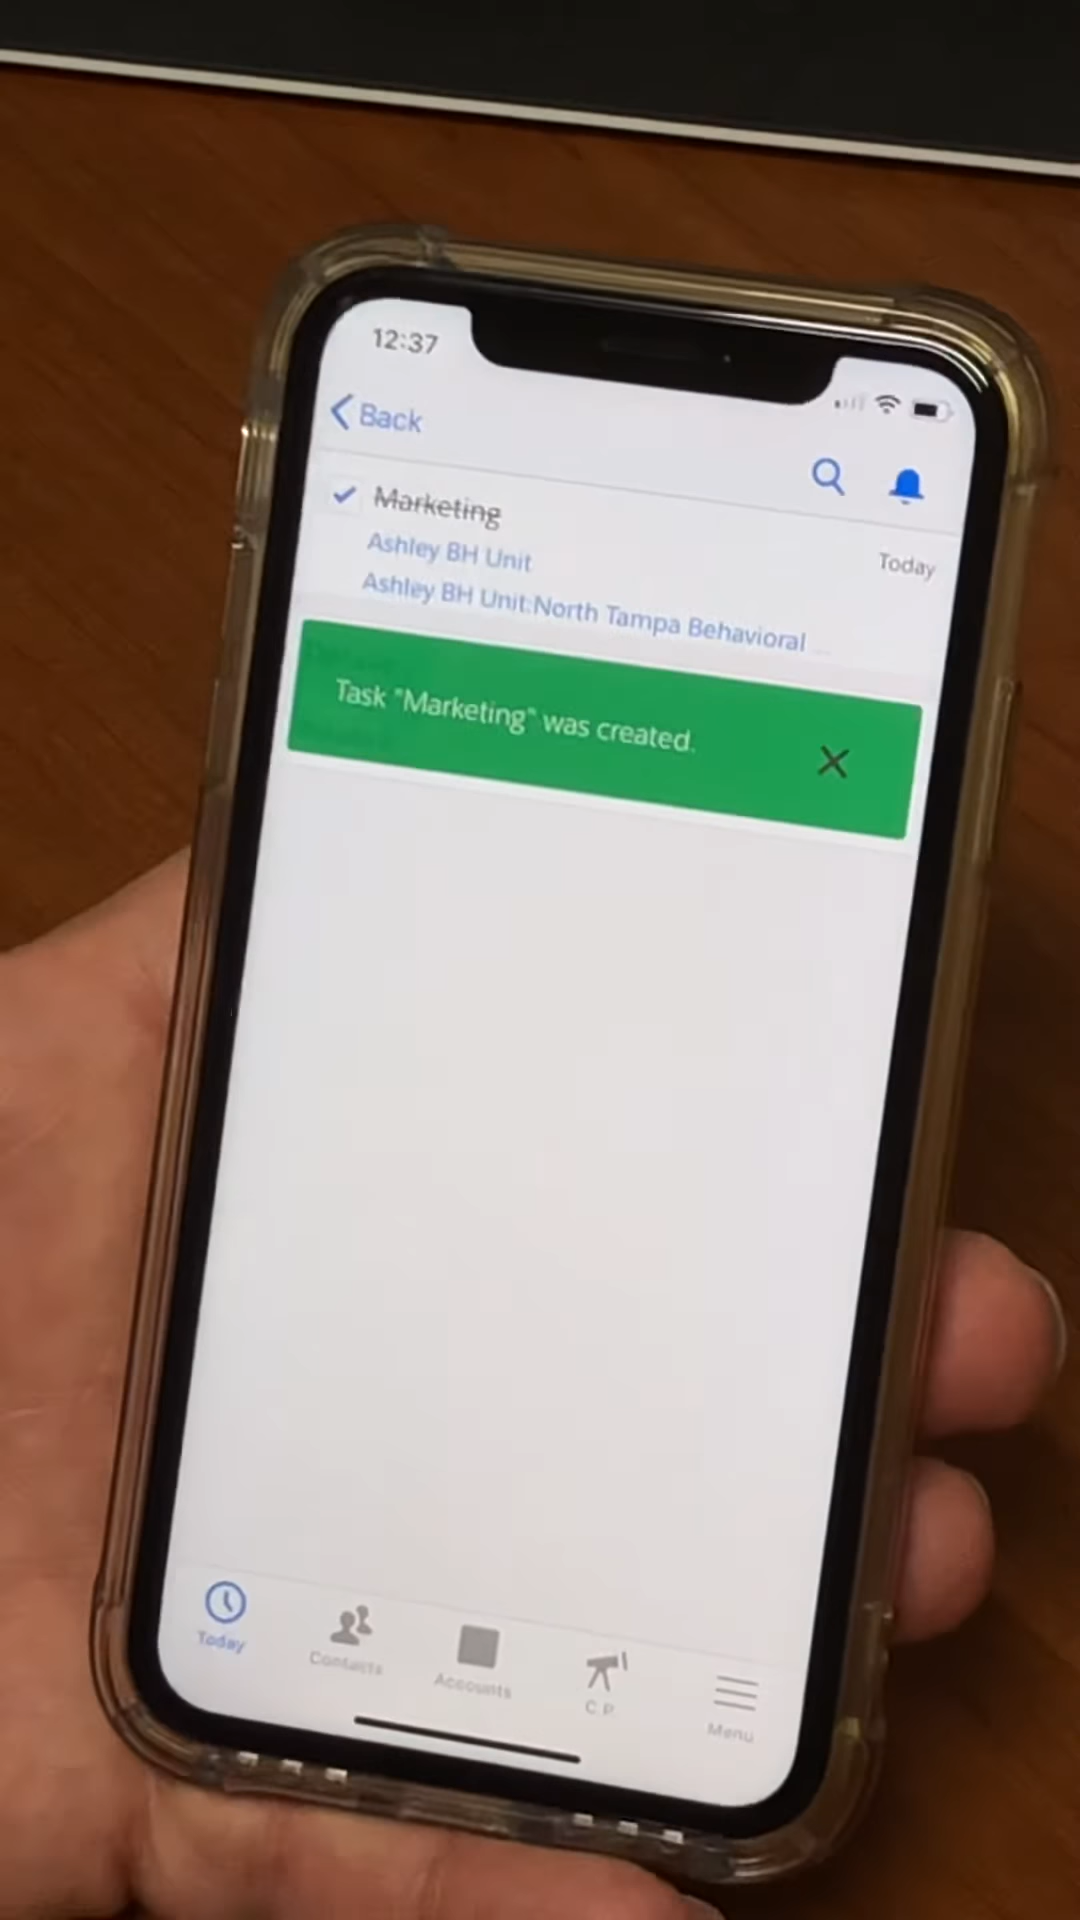 12:37
Back
Marketing
Today
Ashley BH Unit
Ashley BH Unit:North Tampa Behavioral ...
Task "Marketing" was created.
Today
Contacts
Accounts
C.P.
Menu